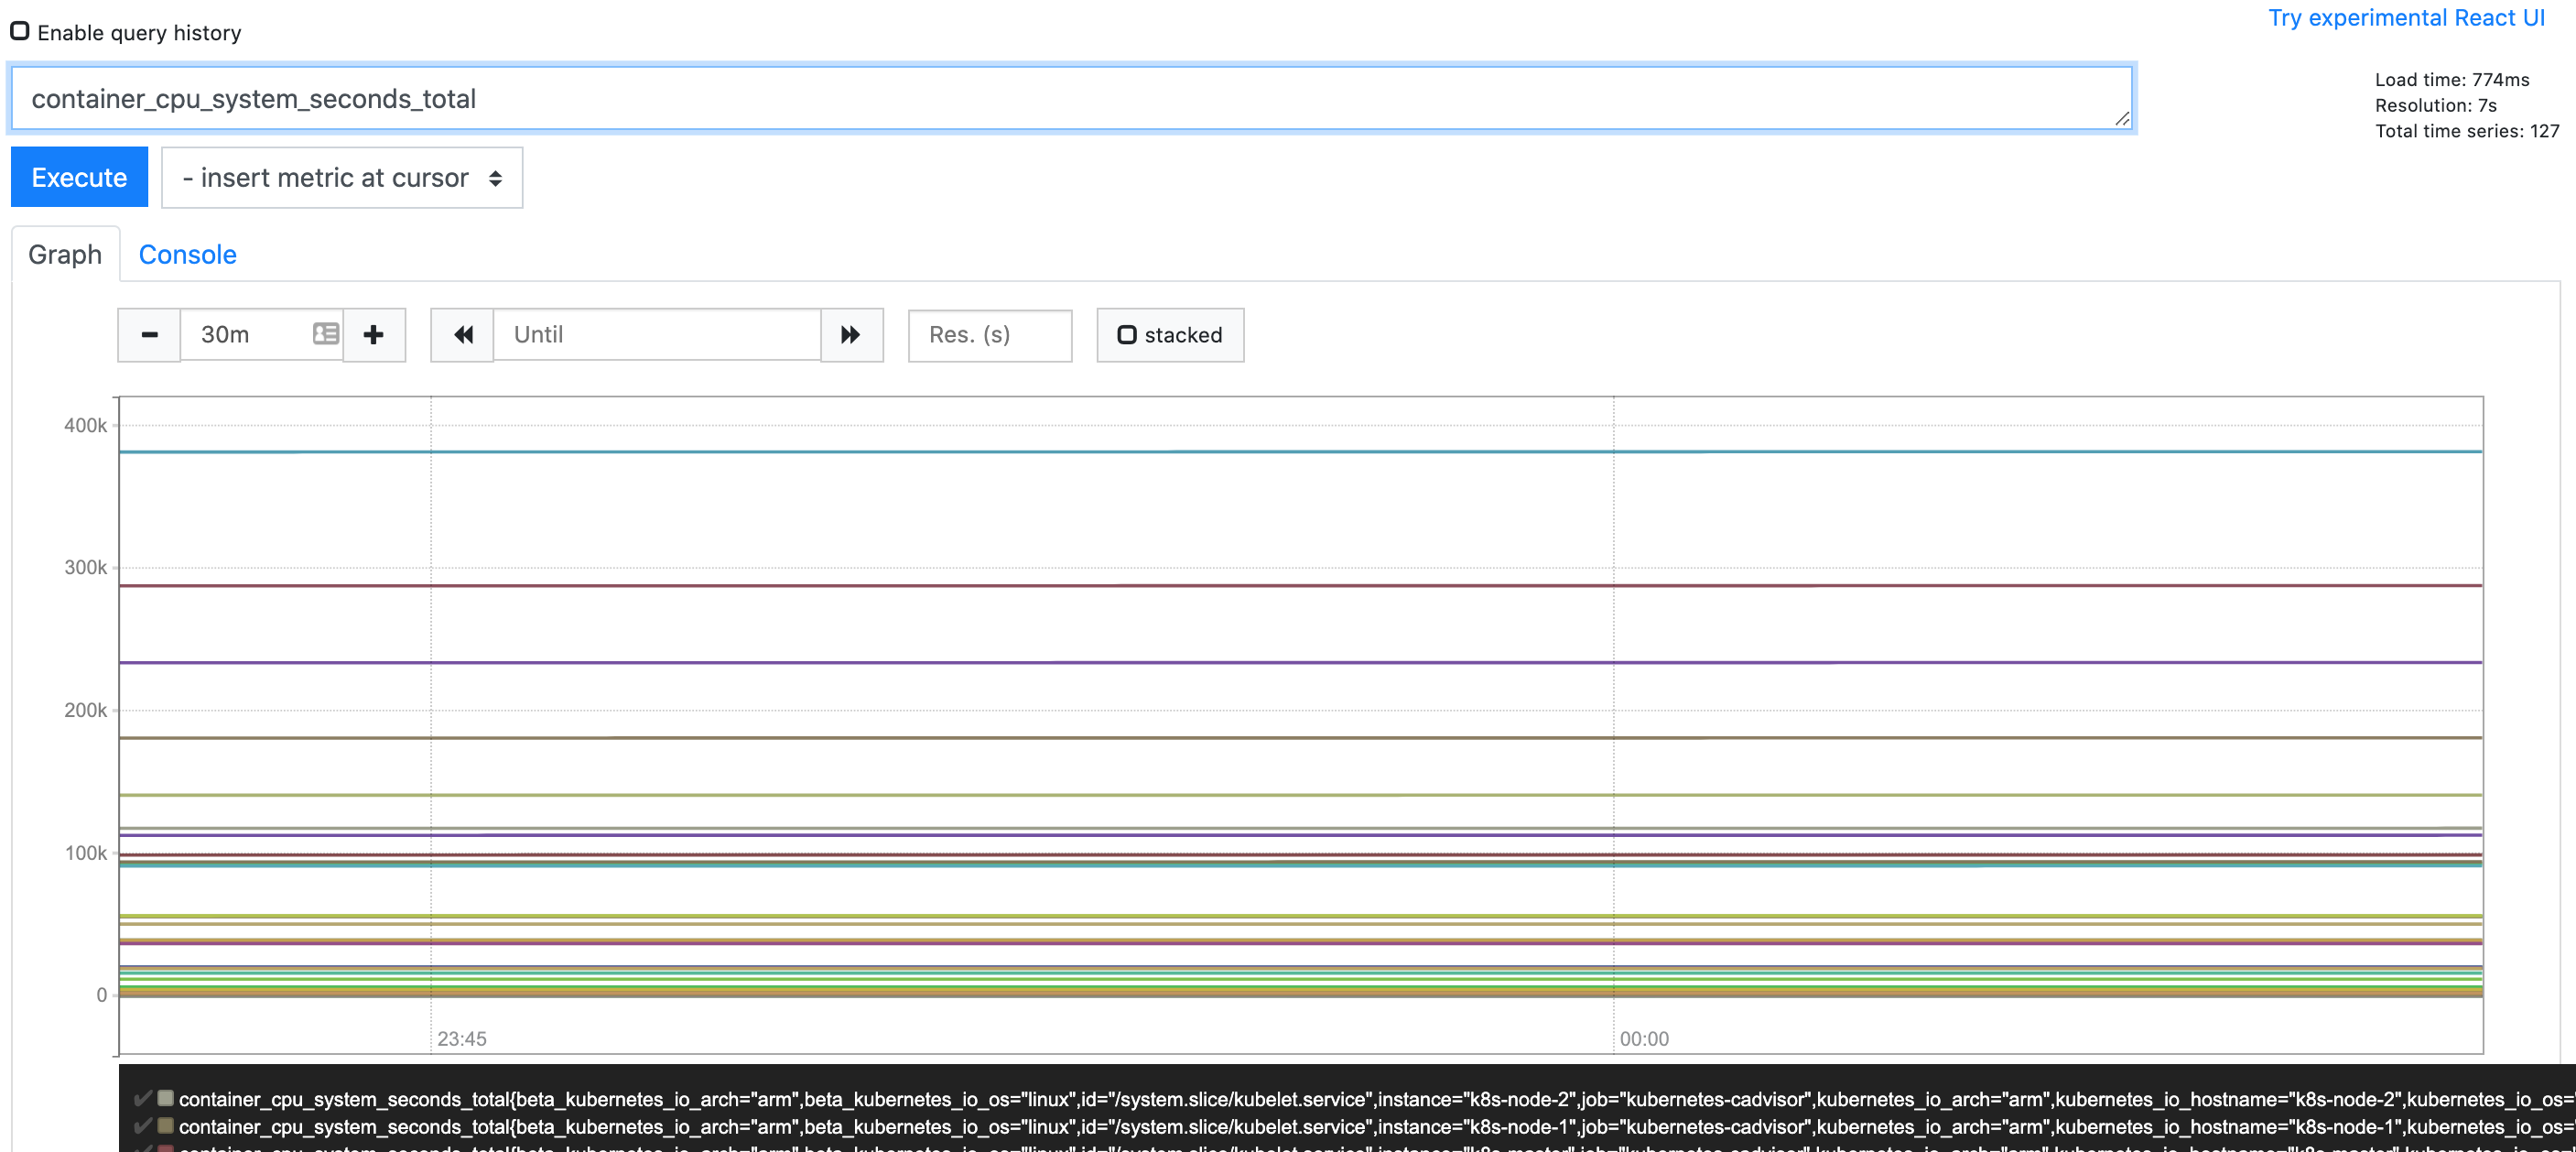 Enable query history
Try experimental React UI
container_cpu_system_seconds_total
Load time: 774ms
Resolution: 7s
Total time series: 127
Execute
- insert metric at cursor
Graph
Console
30m
Until
Res. (s)
stacked
400k
300k
200k
100k
0
23:45
00:00
container_cpu_system_seconds_total{beta_kubernetes_io_arch="arm",beta_kubernetes_io_os="linux",id="/system.slice/kubelet.service",instance="k8s-node-2",job="kubernetes-cadvisor",kubernetes_io_arch="arm",kubernetes_io_hostname="k8s-node-2",kubernetes_io_os="
container_cpu_system_seconds_total{beta_kubernetes_io_arch="arm",beta_kubernetes_io_os="linux",id="/system.slice/kubelet.service",instance="k8s-node-1",job="kubernetes-cadvisor",kubernetes_io_arch="arm",kubernetes_io_hostname="k8s-node-1",kubernetes_io_os="